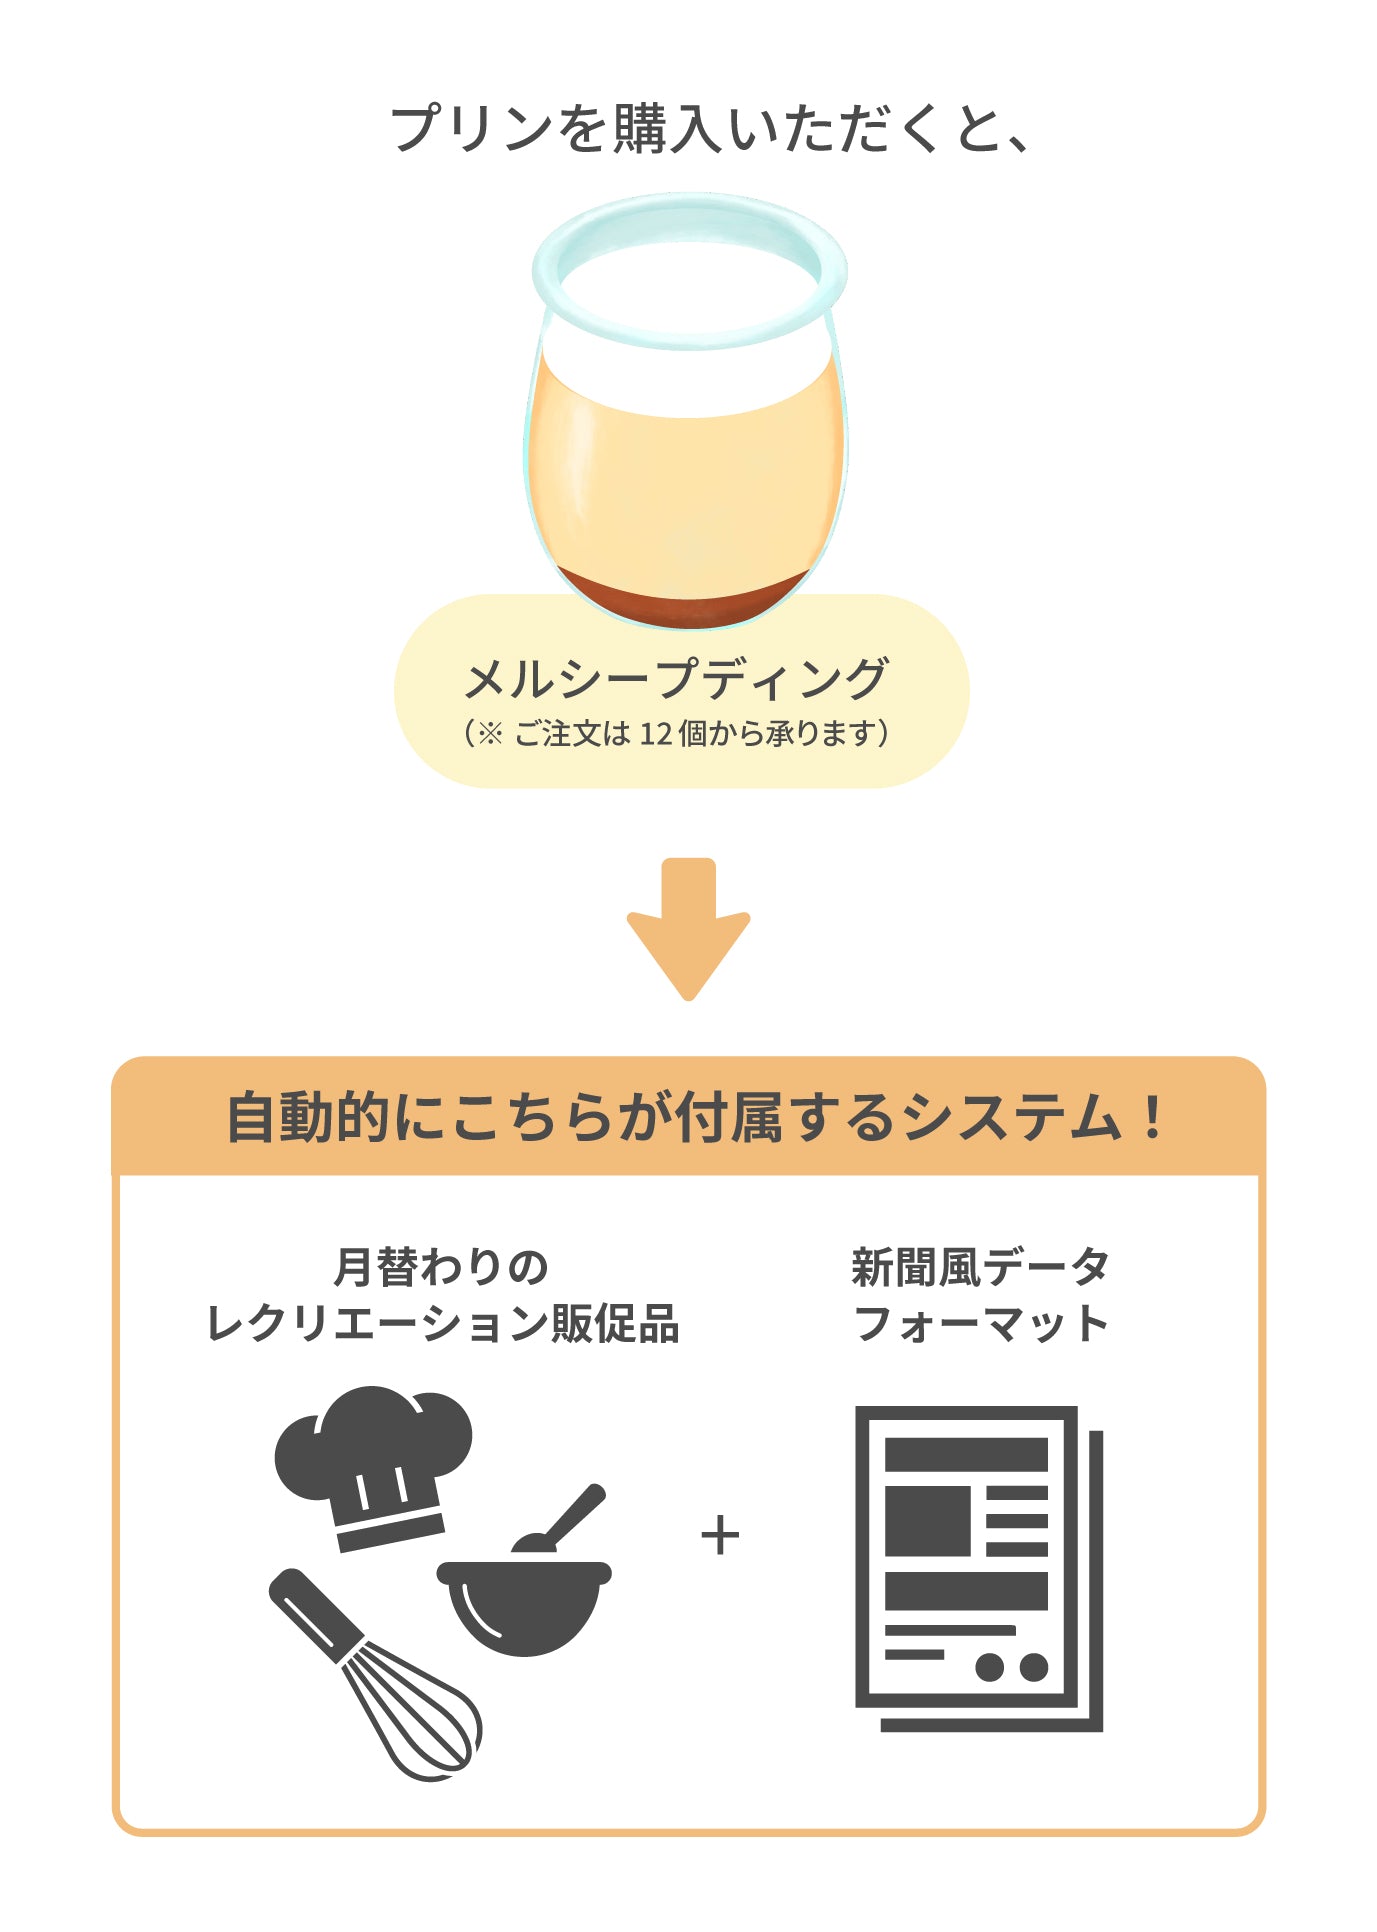 プリンを購入いただくと、
メルシープディング
（※ ご注文は 12 個から承ります）
自動的にこちらが付属するシステム！
月替わりの
レクリエーション販促品
+
新聞風データ
フォーマット